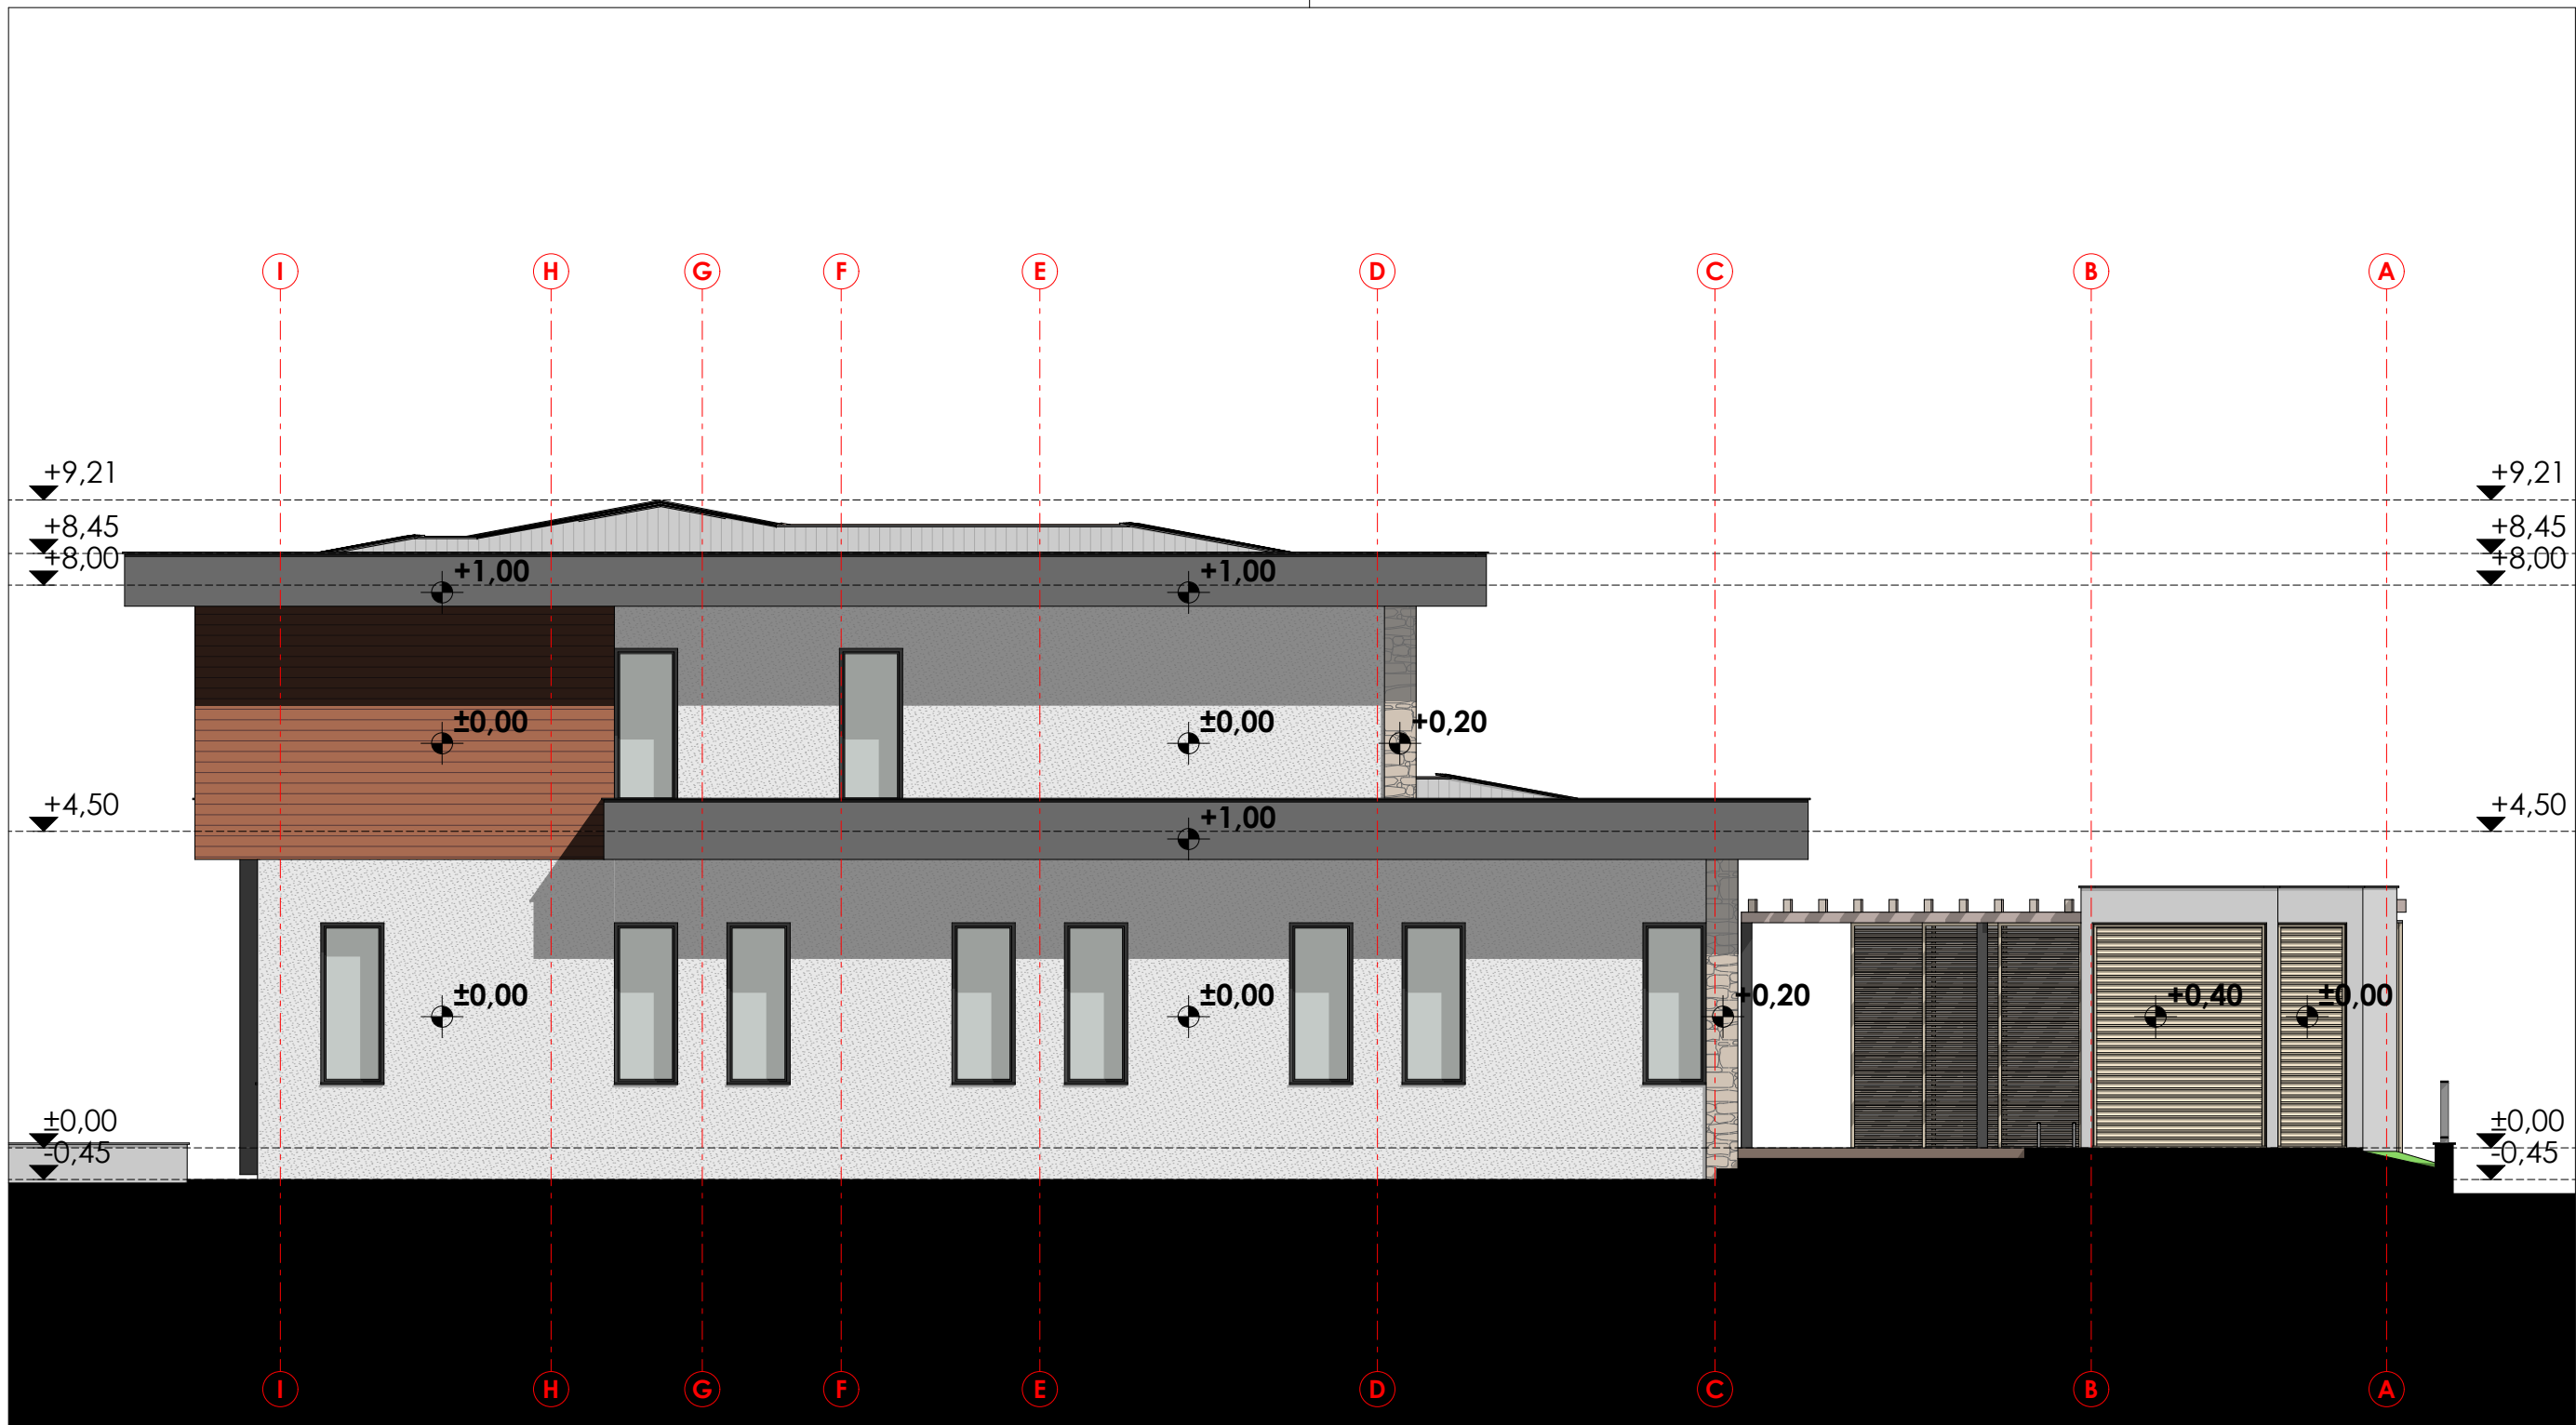 I H G F E D C B A
+9,21 +9,21
+8,45 +8,45
+8,00 +8,00
+1,00 +1,00
±0,00 ±0,00 +0,20
+4,50 +1,00 +4,50
±0,00 ±0,00 +0,20 +0,40 ±0,00
±0,00 ±0,00
-0,45 -0,45
I H G F E D C B A